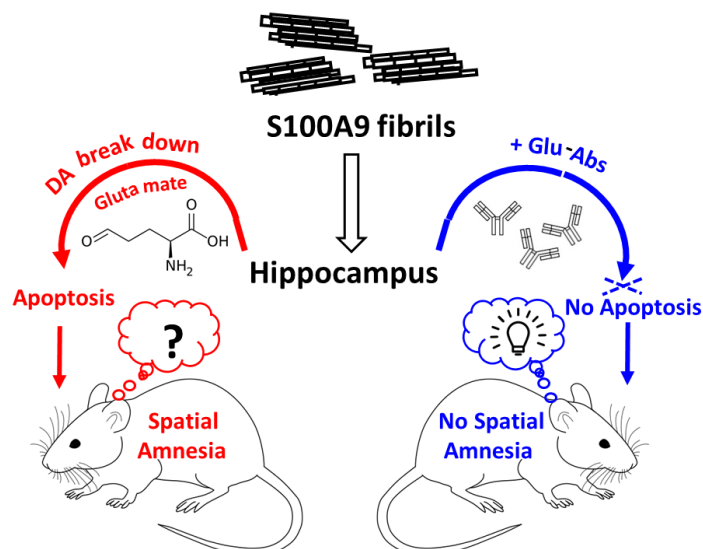 S100A9 fibrils
DA break down
Gluta mate
O
O
OH
NH2
+ Glu-Abs
Hippocampus
Apoptosis
No Apoptosis
?
Spatial
Amnesia
No Spatial
Amnesia